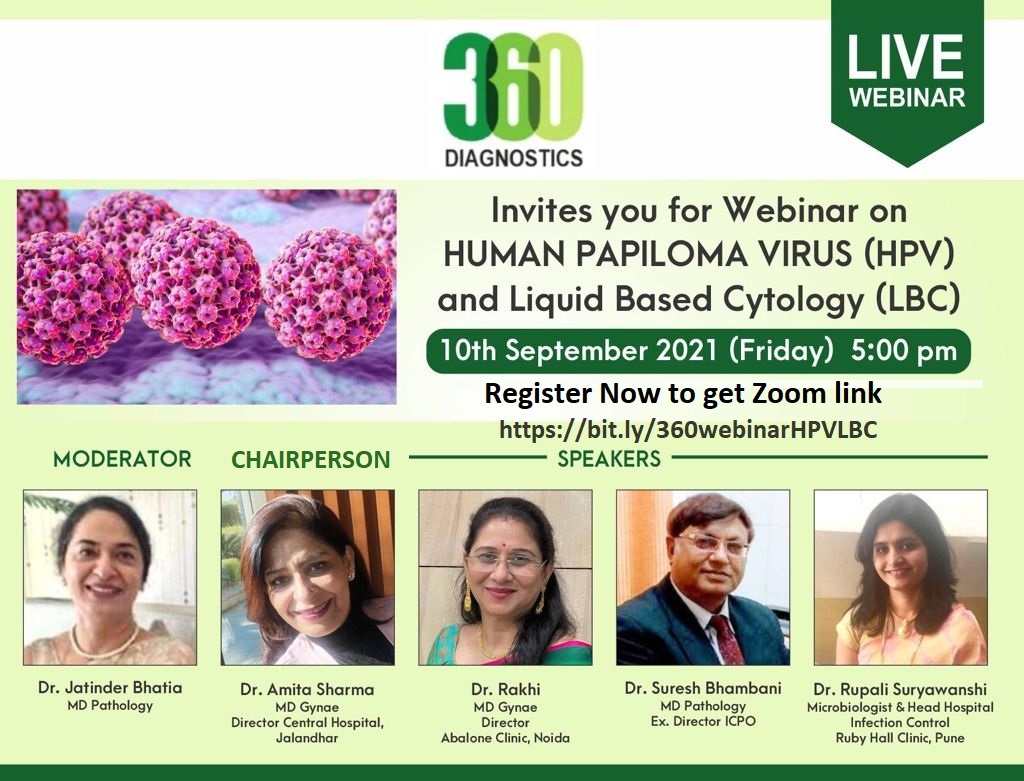 360
DIAGNOSTICS
LIVE
WEBINAR
Invites you for Webinar on
HUMAN PAPILOMA VIRUS (HPV)
and Liquid Based Cytology (LBC)
10th September 2021 (Friday) 5:00 pm
Register Now to get Zoom link
https://bit.ly/360webinarHPVLBC
MODERATOR
CHAIRPERSON
SPEAKERS
Dr. Jatinder Bhatia
MD Pathology
Dr. Amita Sharma
MD Gynae
Director Central Hospital,
Jalandhar
Dr. Rakhi
MD Gynae
Director
Abalone Clinic, Noida
Dr. Suresh Bhambani
MD Pathology
Ex. Director ICPO
Dr. Rupali Suryawanshi
Microbiologist & Head Hospital
Infection Control
Ruby Hall Clinic, Pune